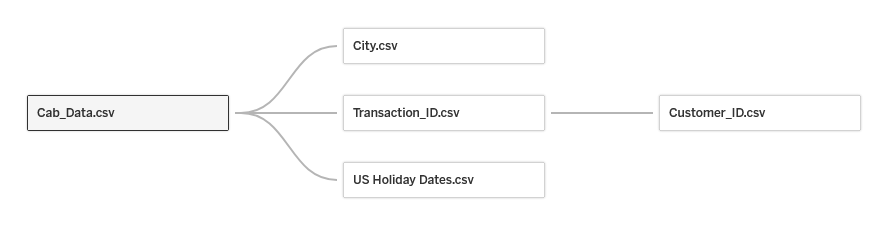 City.csv
Cab_Data.csv
Transaction_ID.csv
Customer_ID.csv
US Holiday Dates.csv